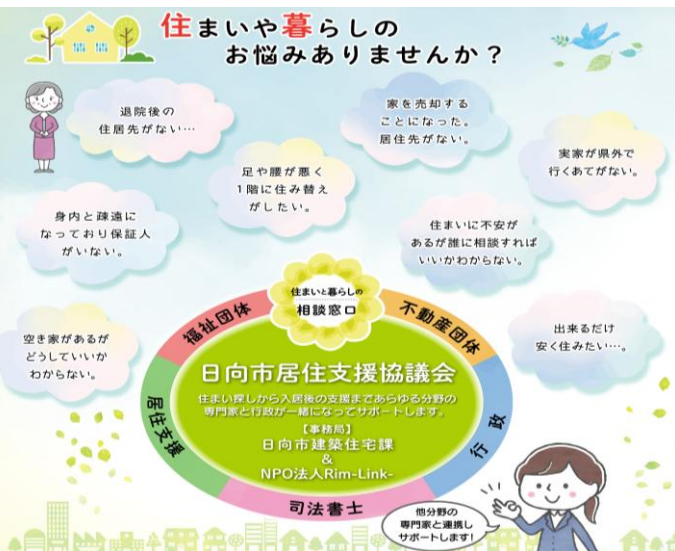 住まいや暮らしの
お悩みありませんか？
退院後の
住居先がない…
家を売却する
ことになった。
居住先がない。
足や腰が悪く
1階に住み替え
がしたい。
実家が県外で
行くあてがない。
身内と疎遠に
なっており保証人
がいない。
住まいに不安が
あるが誰に相談すれば
いいかわからない。
空き家があるが
どうしていいか
わからない。
出来るだけ
安く住みたい…。
住まいと暮らしの
相談窓口
福祉団体
不動産団体
居住支援
行政
司法書士
日向市居住支援協議会
住まい探しから入居後の支援まであらゆる分野の
専門家と行政が一緒になってサポートします。
【事務局】
日向市建築住宅課
&
NPO法人Rim-Link-
他分野の
専門家と連携し
サポートします!